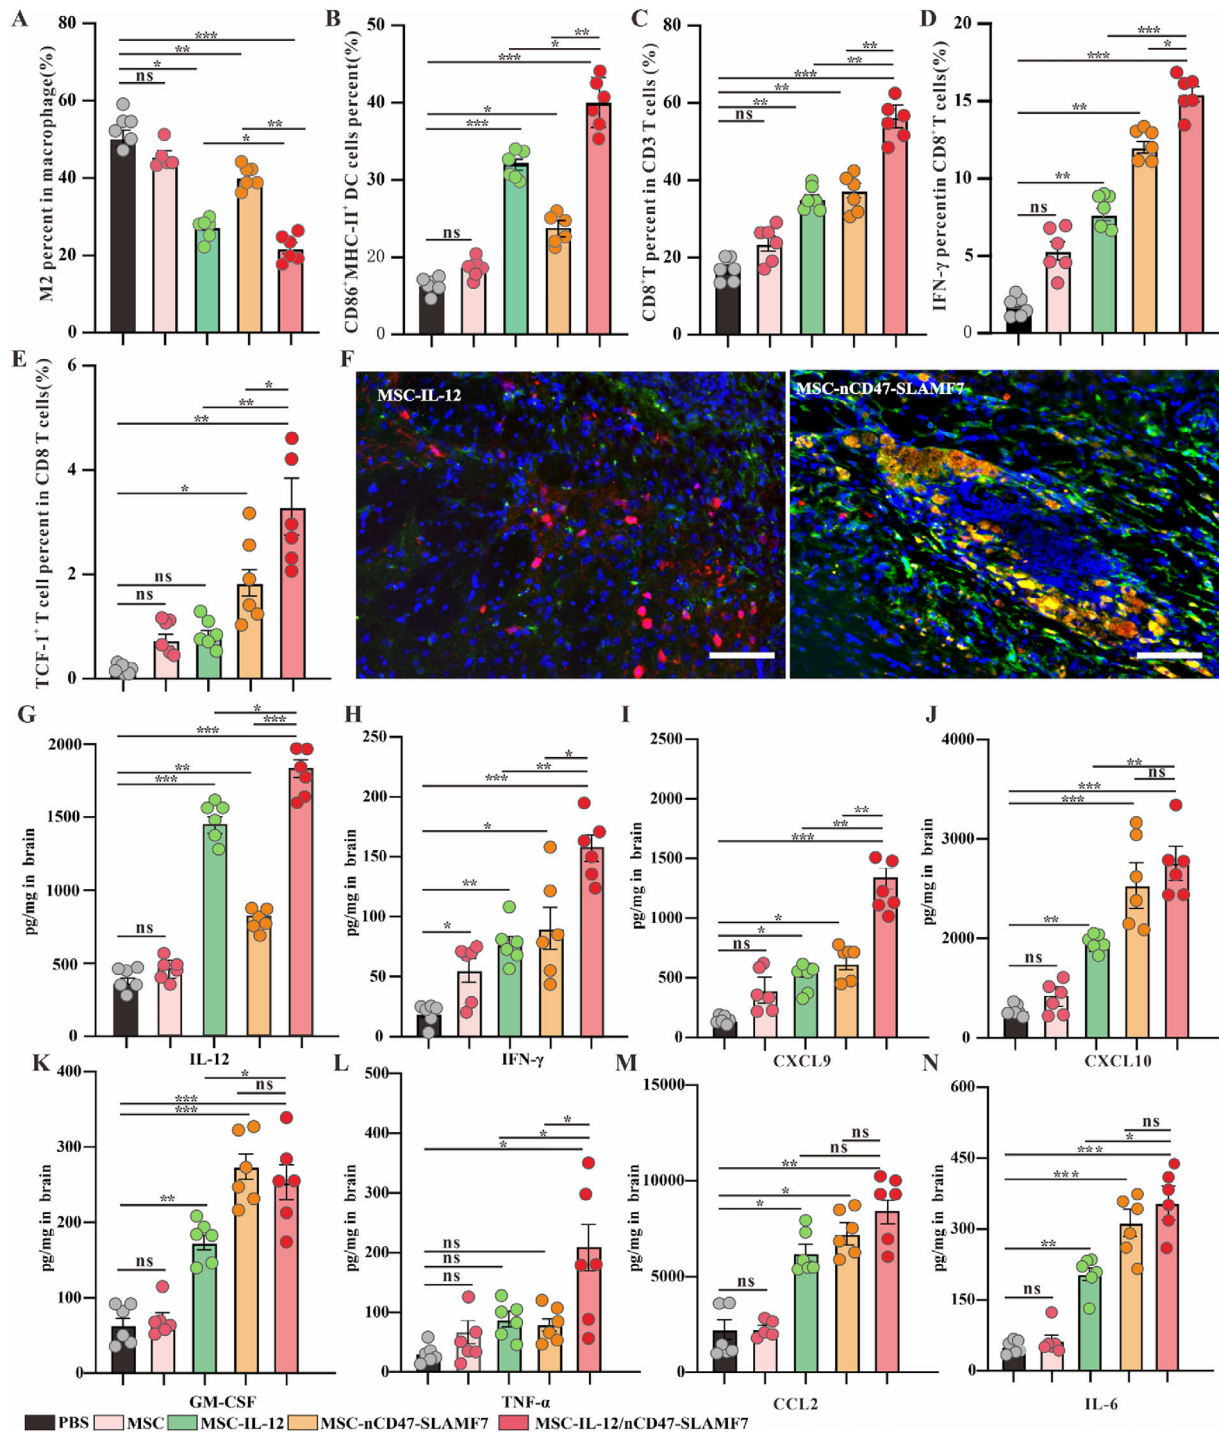 A
M2 percent in macrophage(%)
80
60
40
20
0
ns
*
**
***
*
**
B
CD86⁺MHC-II⁺ DC cells percent(%)
50
40
30
20
0
ns
***
*
***
*
**
C
CD8⁺T percent in CD3 T cells(%)
80
60
40
20
0
ns
**
**
***
**
**
D
IFN-γ percentin CD8⁺T cells(%)
20
15
10
5
0
ns
**
**
***
*
***
E
TCF-1⁺ T cell percent in CD8 T cells(%)
6
4
2
0
ns
ns
*
**
**
*
F
MSC-IL-12
MSC-nCD47-SLAMF7
G
pg/mg in brain
2000
1500
1000
500
0
ns
***
**
***
***
*
IL-12
H
pg/mg in brain
250
200
150
100
50
0
*
**
*
***
**
*
IFN-γ
I
pg/mg in brain
2500
2000
1500
1000
500
0
ns
*
*
***
**
**
CXCL9
J
pg/mg in brain
4000
3000
2000
0
ns
**
***
***
ns
**
CXCL10
K
pg/mg in brain
400
300
200
100
0
ns
**
***
***
ns
*
GM-CSF
L
pg/mg in brain
500
400
300
200
100
0
ns
ns
ns
*
*
*
TNF-α
M
pg/mg in brain
15000
10000
5000
0
ns
*
*
**
ns
ns
CCL2
N
pg/mg in brain
600
450
300
150
0
ns
**
***
***
*
ns
IL-6
PBS MSC MSC-IL-12 MSC-nCD47-SLAMF7 MSC-IL-12/nCD47-SLAMF7